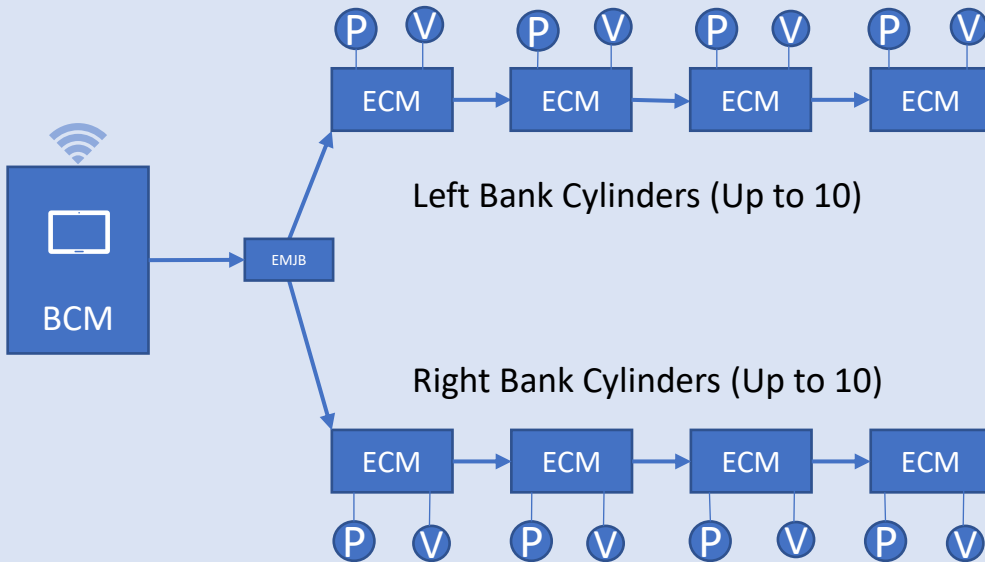 P V P V P V P V
ECM ECM ECM ECM
Left Bank Cylinders (Up to 10)
EMJB
BCM
Right Bank Cylinders (Up to 10)
ECM ECM ECM ECM
P V P V P V P V